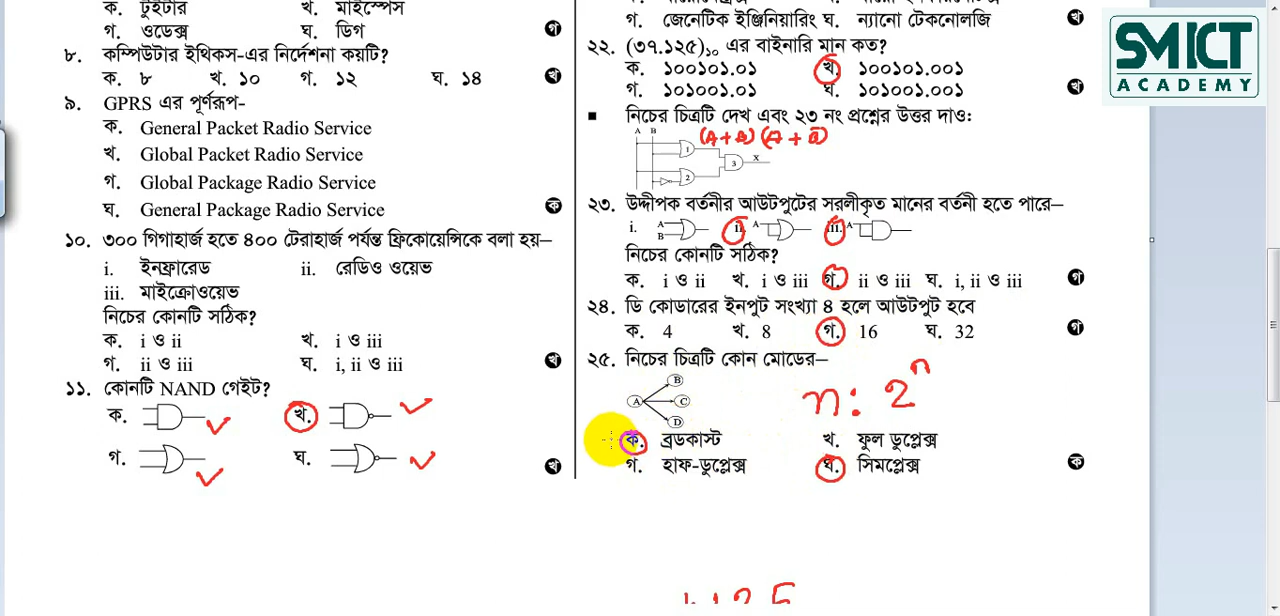 ক. টুইটার খ. মাইস্পেস
গ. ওডেক্স ঘ. ডিগ গ
৮. কম্পিউটার ইথিকস-এর নির্দেশনা কয়টি?
ক. ৮ খ. ১০ গ. ১২ ঘ. ১৪ খ
৯. GPRS এর পূর্ণরূপ-
ক. General Packet Radio Service
খ. Global Packet Radio Service
গ. Global Package Radio Service
ঘ. General Package Radio Service ক
১০. ৩০০ গিগাহার্জ হতে ৪০০ টেরাহার্জ পর্যন্ত ফ্রিকোয়েন্সিকে বলা হয়–
i. ইনফ্রারেড ii. রেডিও ওয়েভ
iii. মাইক্রোওয়েভ
নিচের কোনটি সঠিক?
ক. i ও ii খ. i ও iii
গ. ii ও iii ঘ. i, ii ও iii খ
১১. কোনটি NAND গেইট?
ক. খ.
গ. ঘ. খ
গ. জেনেটিক ইঞ্জিনিয়ারিং ঘ. ন্যানো টেকনোলজি খ
২২. (৩৭.১২৫)১০ এর বাইনারি মান কত?
ক. ১০০১০১.০১ খ. ১০০১০১.০০১
গ. ১০১০০১.০১ ঘ. ১০১০০১.০০১ খ
■ নিচের চিত্রটি দেখ এবং ২৩ নং প্রশ্নের উত্তর দাও:
A B
1
2
3 X
২৩. উদ্দীপক বর্তনীর আউটপুটের সরলীকৃত মানের বর্তনী হতে পারে–
i. A B ii. A iii. A
নিচের কোনটি সঠিক?
ক. i ও ii খ. i ও iii গ. ii ও iii ঘ. i, ii ও iii গ
২৪. ডি কোডারের ইনপুট সংখ্যা 4 হলে আউটপুট হবে
ক. 4 খ. 8 গ. 16 ঘ. 32 গ
২৫. নিচের চিত্রটি কোন মোডের–
A B C D
n: 2ⁿ
ক. ব্রডকাস্ট খ. ফুল ডুপ্লেক্স
গ. হাফ-ডুপ্লেক্স ঘ. সিমপ্লেক্স ক
SMICT
ACADEMY